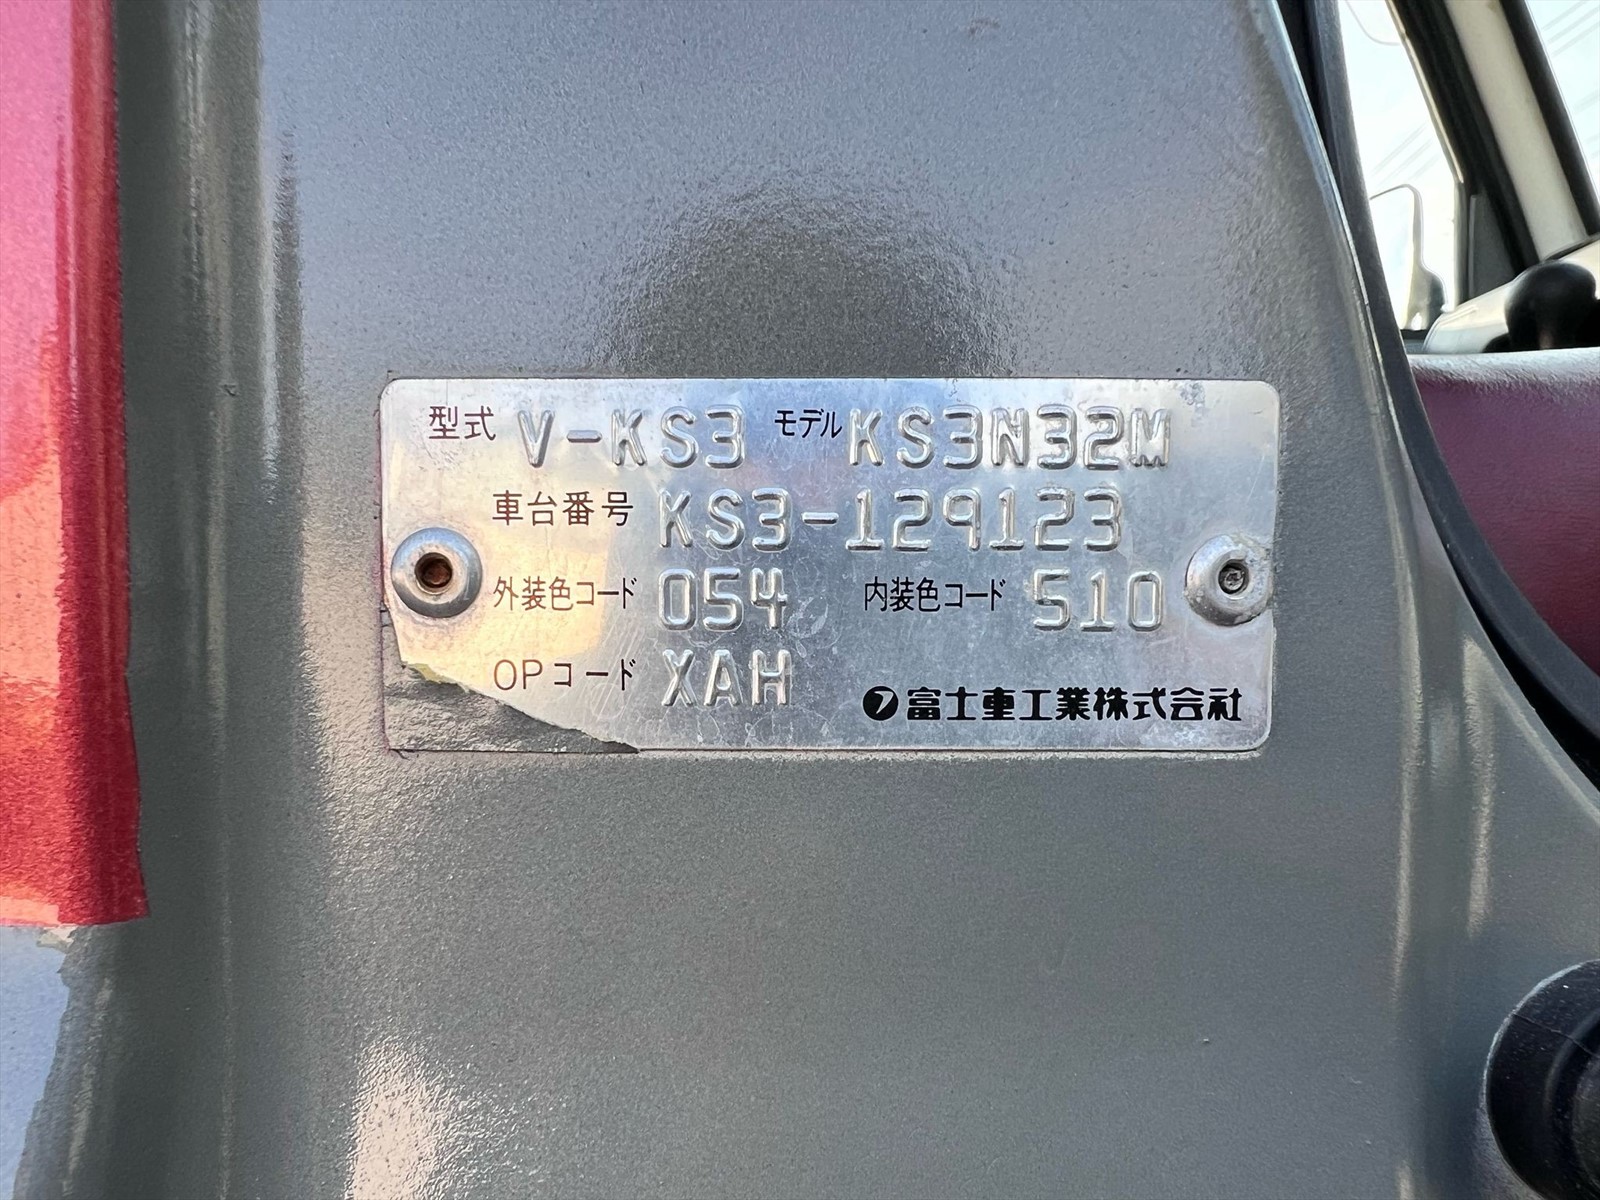 型式 V-KS3 モデル KS3N32M
車台番号 KS3-129123
外装色コード 054 内装色コード 510
OPコード XAH
富士重工業株式会社